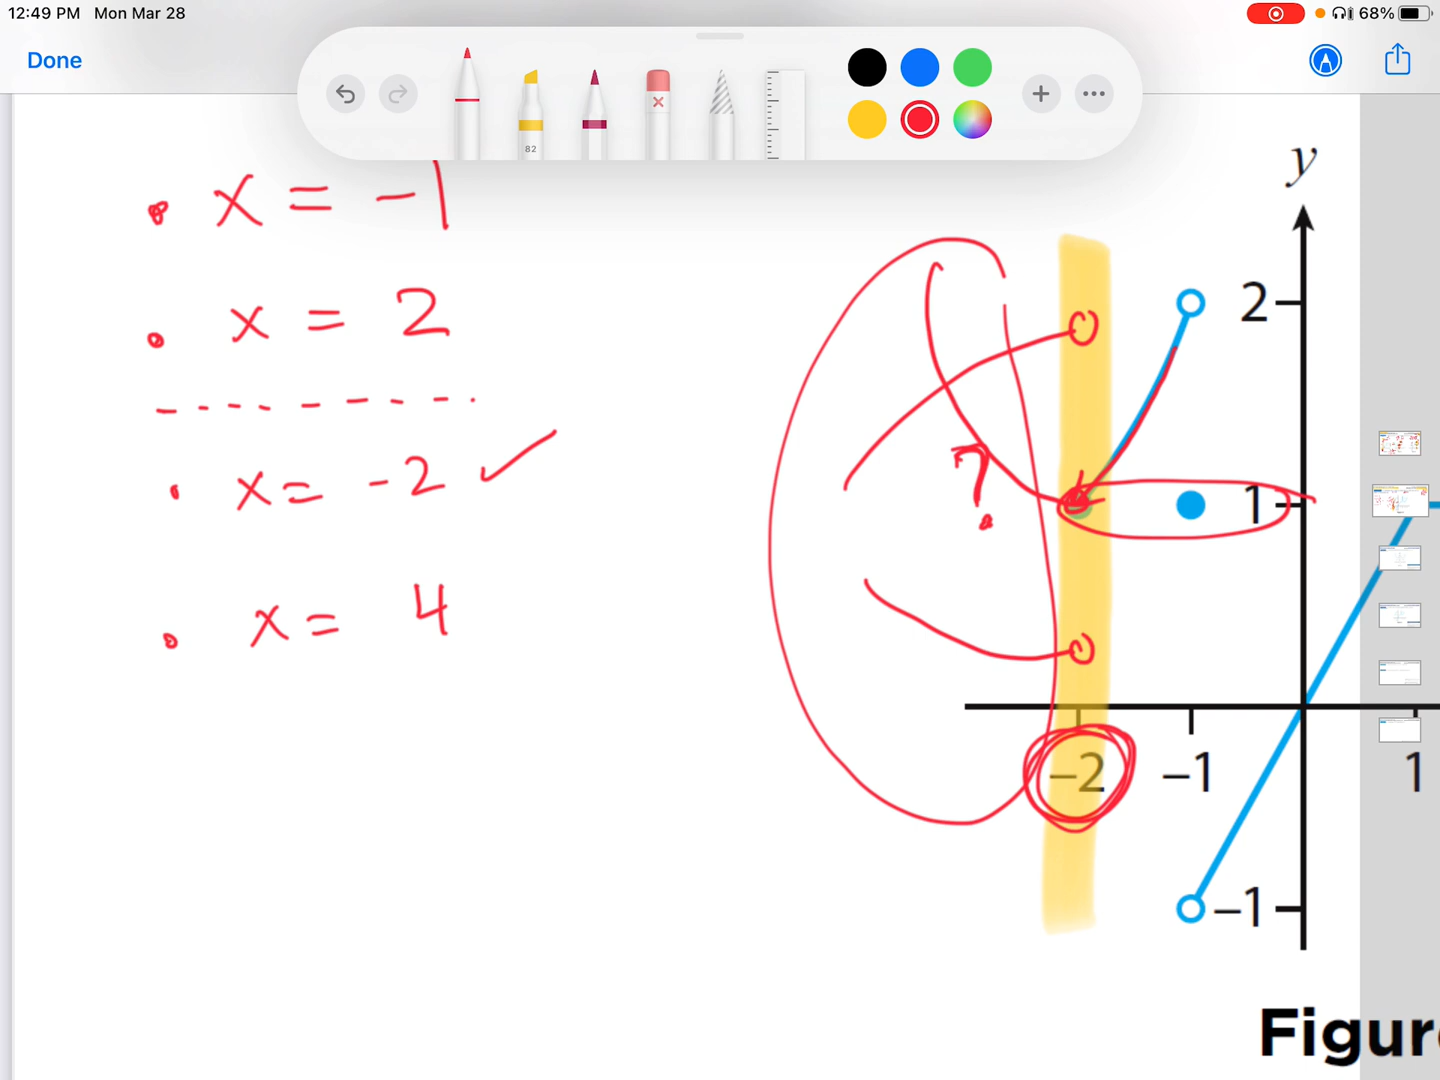 12:49 PM Mon Mar 28
68%
Done
82
x = -1
x = 2
x = -2 ✓
x = 4
?
y
2
1
-2
-1
1
-1
Figur